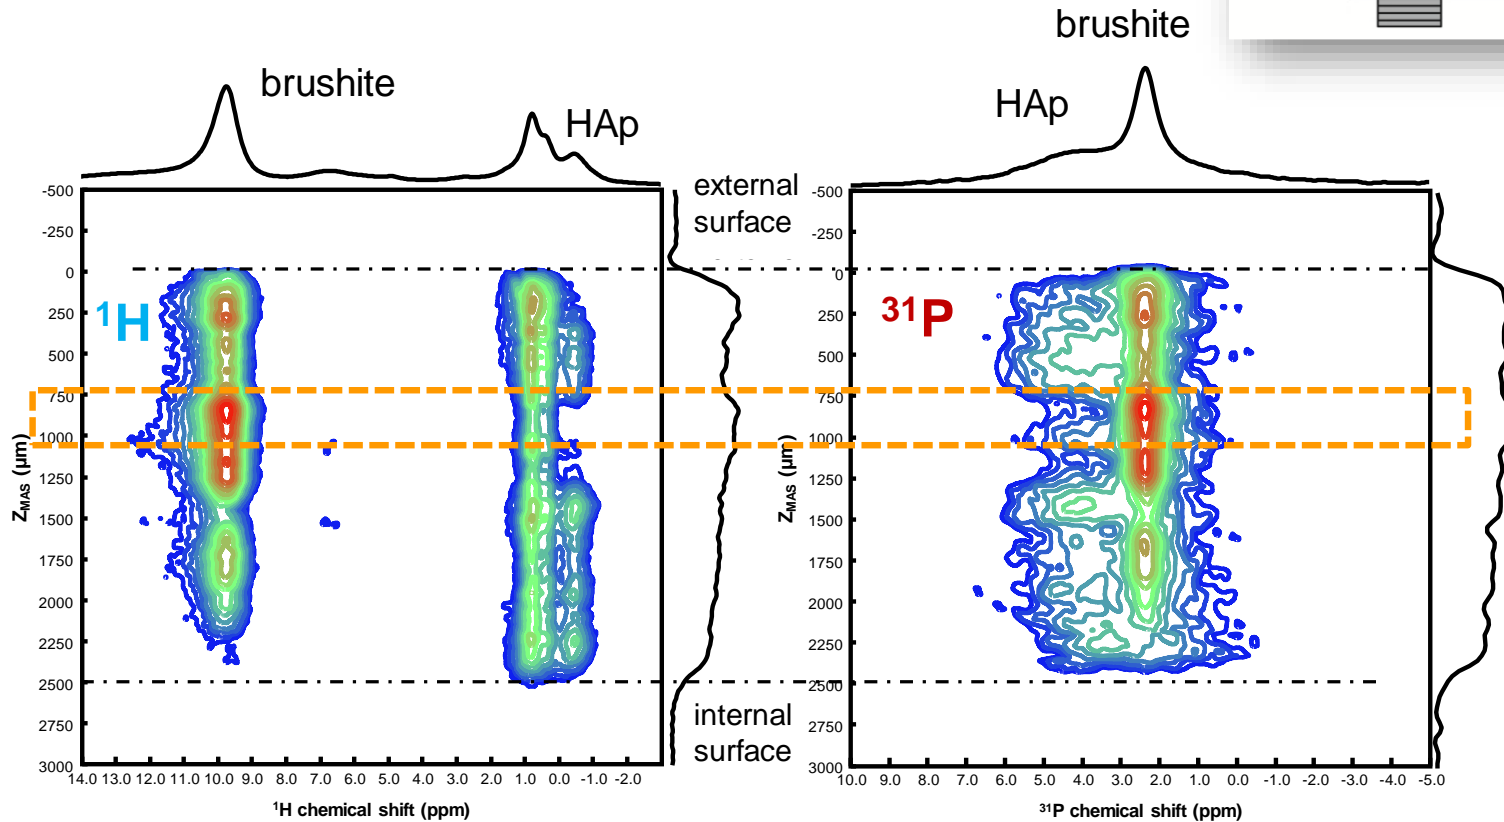 brushite
brushite
HAp
HAp
external
surface
internal
surface
¹H
³¹P
-500
-250
0
250
500
750
1000
1250
1500
1750
2000
2250
2500
2750
3000
Z_MAS (µm)
14.0 13.0 12.0 11.0 10.0 9.0 8.0 7.0 6.0 5.0 4.0 3.0 2.0 1.0 0.0 -1.0 -2.0
¹H chemical shift (ppm)
-500
-250
0
250
500
750
1000
1250
1500
1750
2000
2250
2500
2750
3000
Z_MAS (µm)
10.0 9.0 8.0 7.0 6.0 5.0 4.0 3.0 2.0 1.0 0.0 -1.0 -2.0 -3.0 -4.0 -5.0
³¹P chemical shift (ppm)